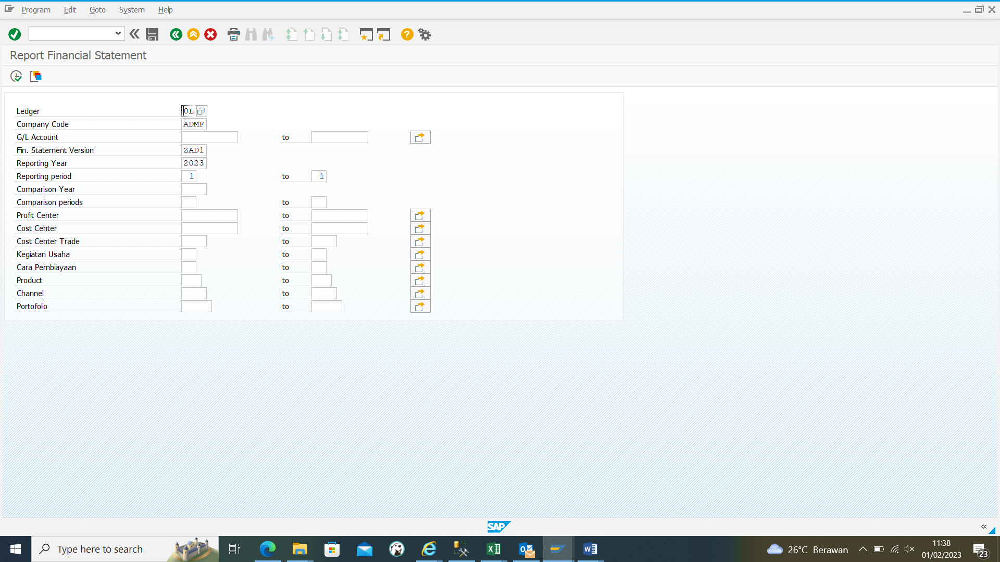 Program Edit Goto System Help
Report Financial Statement
Ledger 0L
Company Code ADMF
G/L Account to
Fin. Statement Version ZAD1
Reporting Year 2023
Reporting period 1 to 1
Comparison Year
Comparison periods to
Profit Center to
Cost Center to
Cost Center Trade to
Kegiatan Usaha to
Cara Pembiayaan to
Product to
Channel to
Portofolio to
SAP
Type here to search
26°C Berawan
11:38
01/02/2023
23